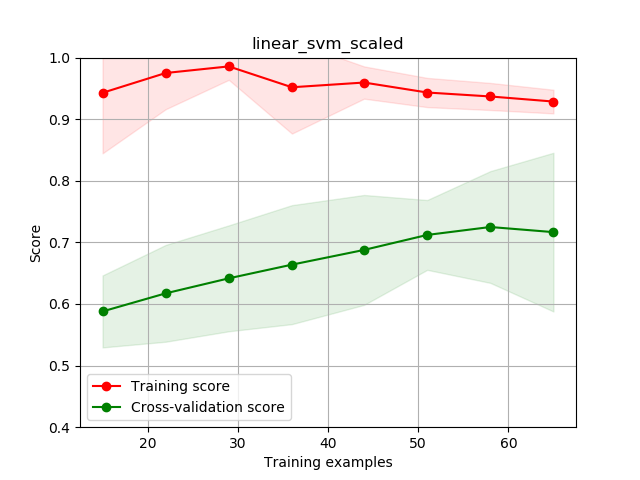 linear_svm_scaled
1.0
0.9
0.8
0.7
0.6
0.5
0.4
Score
Training score
Cross-validation score
20 30 40 50 60
Training examples